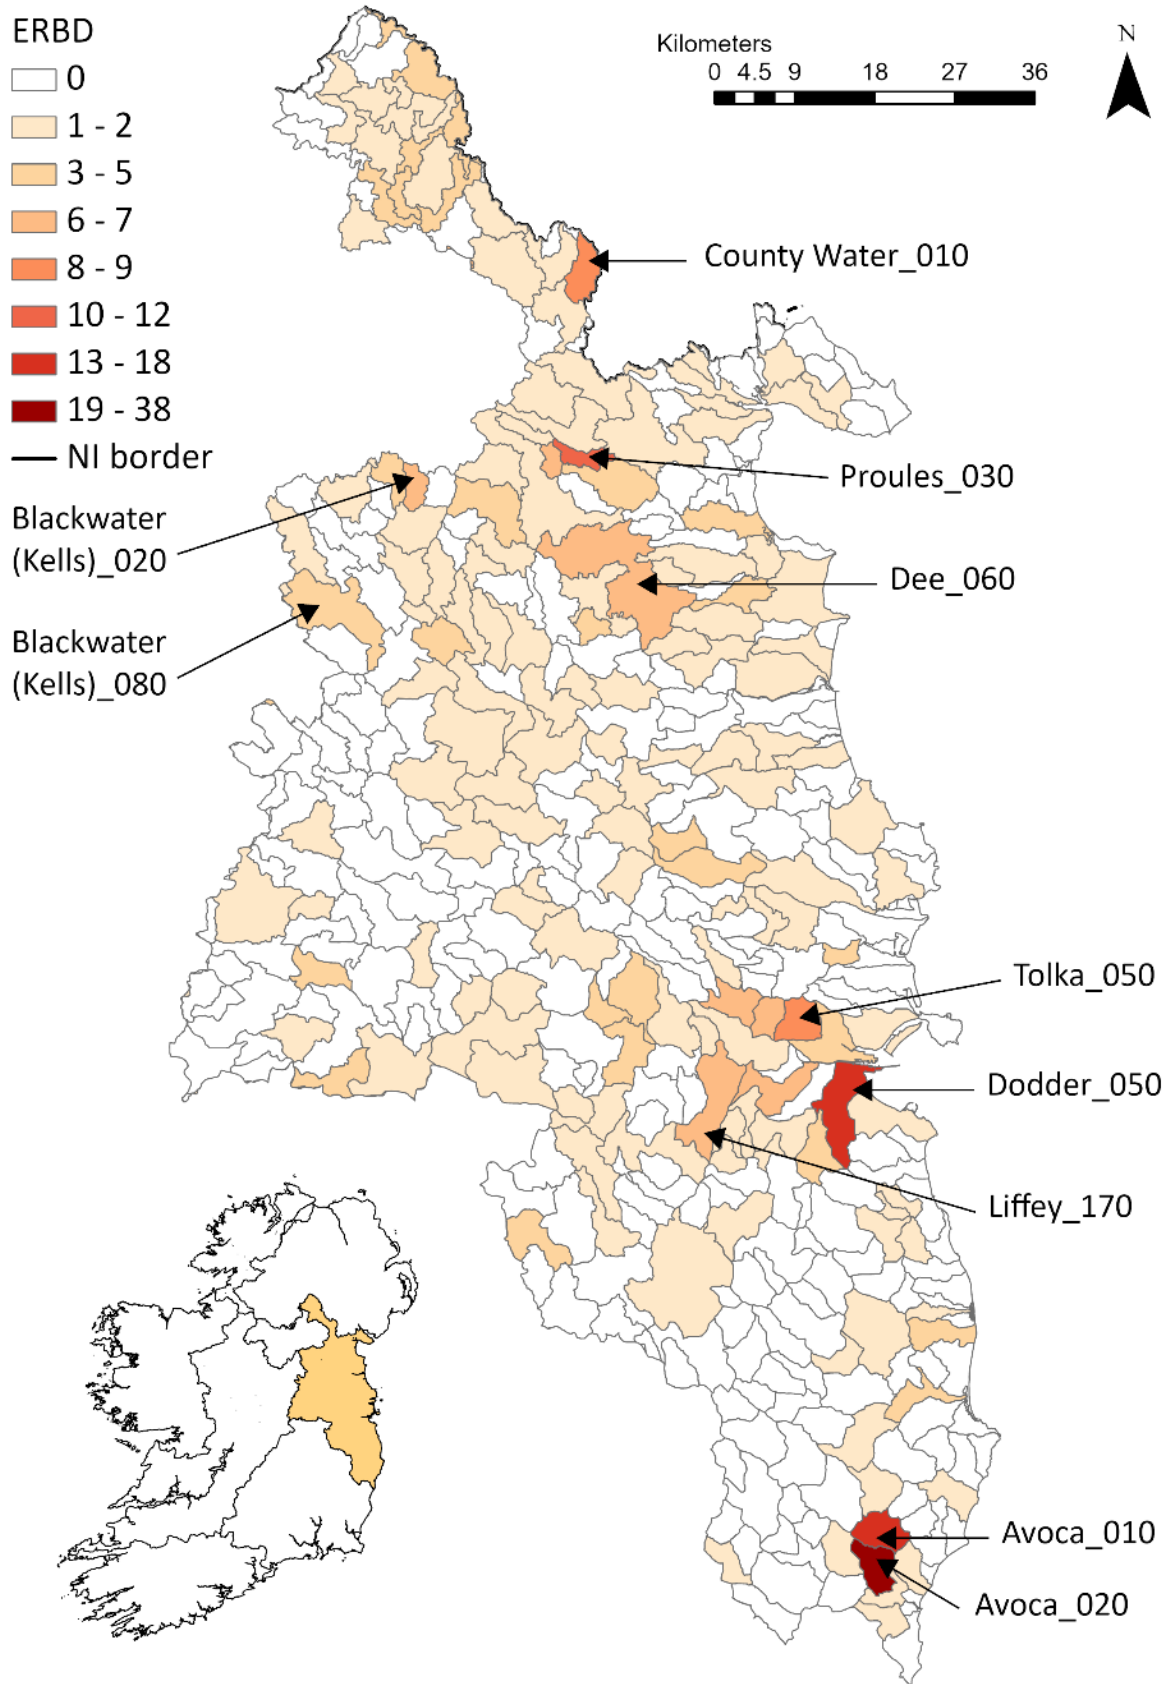 ERBD
0
1 - 2
3 - 5
6 - 7
8 - 9
10 - 12
13 - 18
19 - 38
NI border
Kilometers
0 4.5 9 18 27 36
N
County Water_010
Proules_030
Blackwater
(Kells)_020
Dee_060
Blackwater
(Kells)_080
Tolka_050
Dodder_050
Liffey_170
Avoca_010
Avoca_020